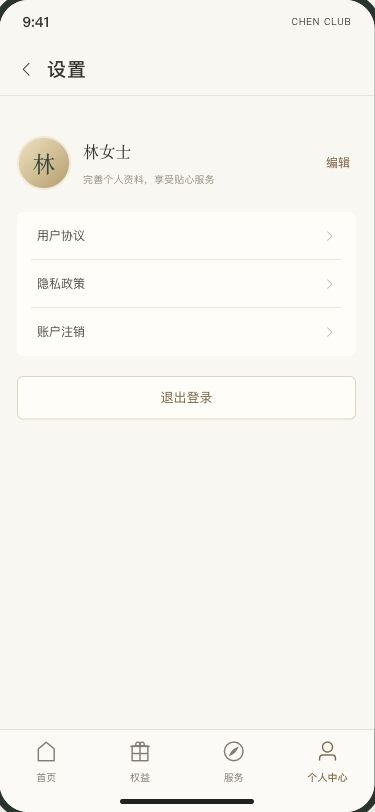 9:41
CHEN CLUB
设置
林
林女士
完善个人资料，享受贴心服务
编辑
用户协议
隐私政策
账户注销
退出登录
首页
权益
服务
个人中心